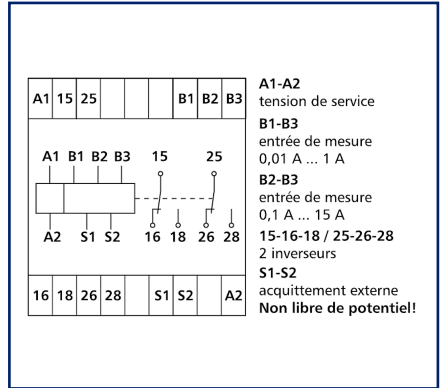 A1 15 25 B1 B2 B3
A1 B1 B2 B3 15 25
A2 S1 S2 16 18 26 28
16 18 26 28 S1 S2 A2
A1-A2
tension de service
B1-B3
entrée de mesure
0,01 A ... 1 A
B2-B3
entrée de mesure
0,1 A ... 15 A
15-16-18 / 25-26-28
2 inverseurs
S1-S2
acquittement externe
Non libre de potentiel!